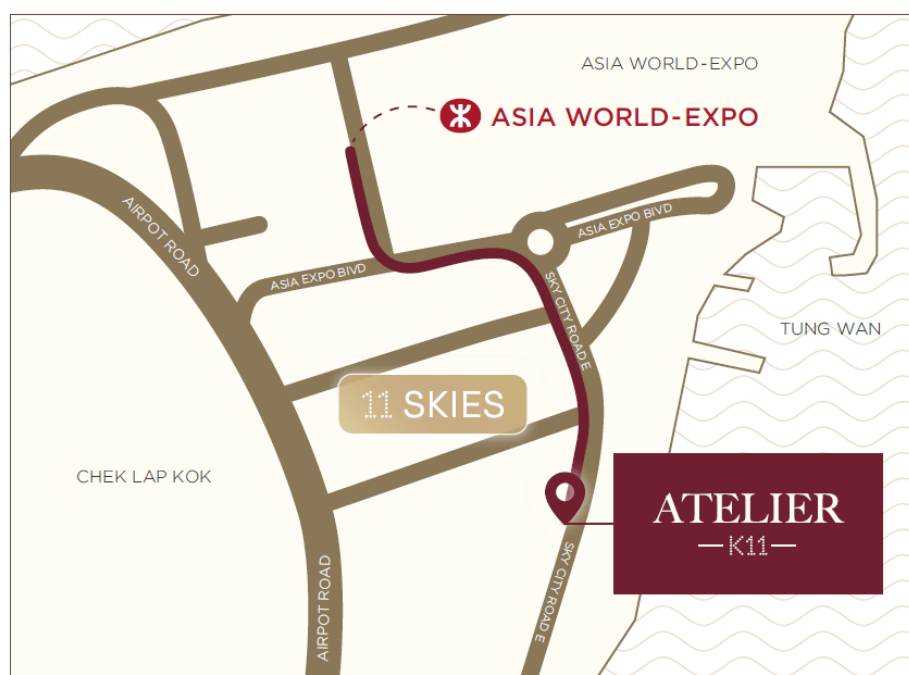 ASIA WORLD-EXPO
ASIA WORLD-EXPO
AIRPOT ROAD
ASIA EXPO BLVD
ASIA EXPO BLVD
SKY CITY ROAD E
TUNG WAN
11 SKIES
CHEK LAP KOK
ATELIER
K11
AIRPOT ROAD
SKY CITY ROAD E